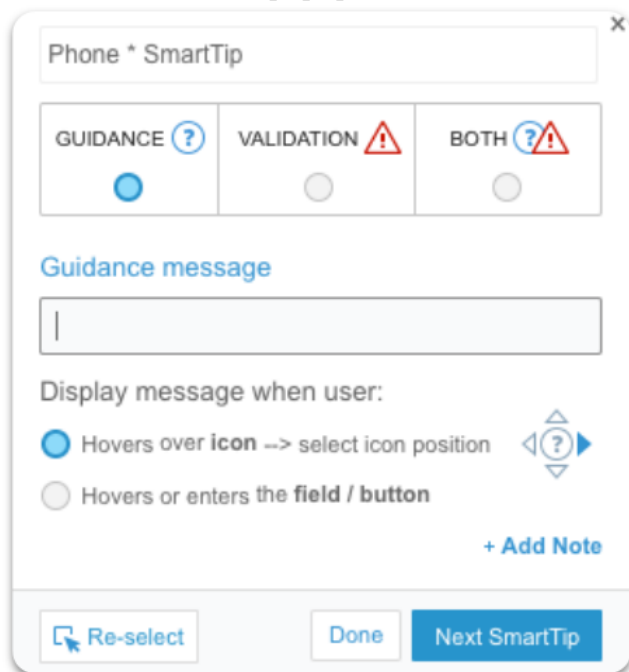 ×
Phone * SmartTip
GUIDANCE ? VALIDATION ! BOTH ? !
Guidance message
Display message when user:
Hovers over icon --> select icon position ?
Hovers or enters the field / button
+ Add Note
Re-select Done Next SmartTip